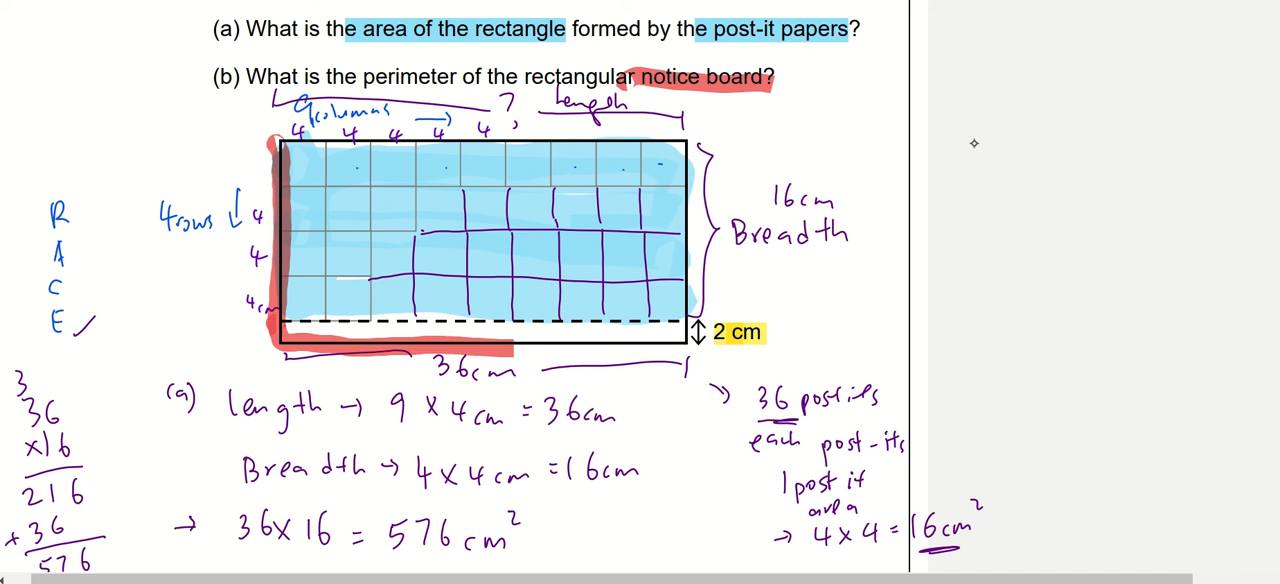 (a) What is the area of the rectangle formed by the post-it papers?
(b) What is the perimeter of the rectangular notice board?
9 columns → ? Length
4 4 4 4 4
4 rows ↓ 4
4
4cm
16cm
Breadth
R
A
C
E ✓
2 cm
36cm
(a) length → 9 × 4cm = 36cm
Breadth → 4 × 4cm = 16cm
→ 36×16 = 576cm²
3
36
×16
216
+36
576
→ 36 post its
each post-its
1 post it
area
→ 4×4 = 16cm²